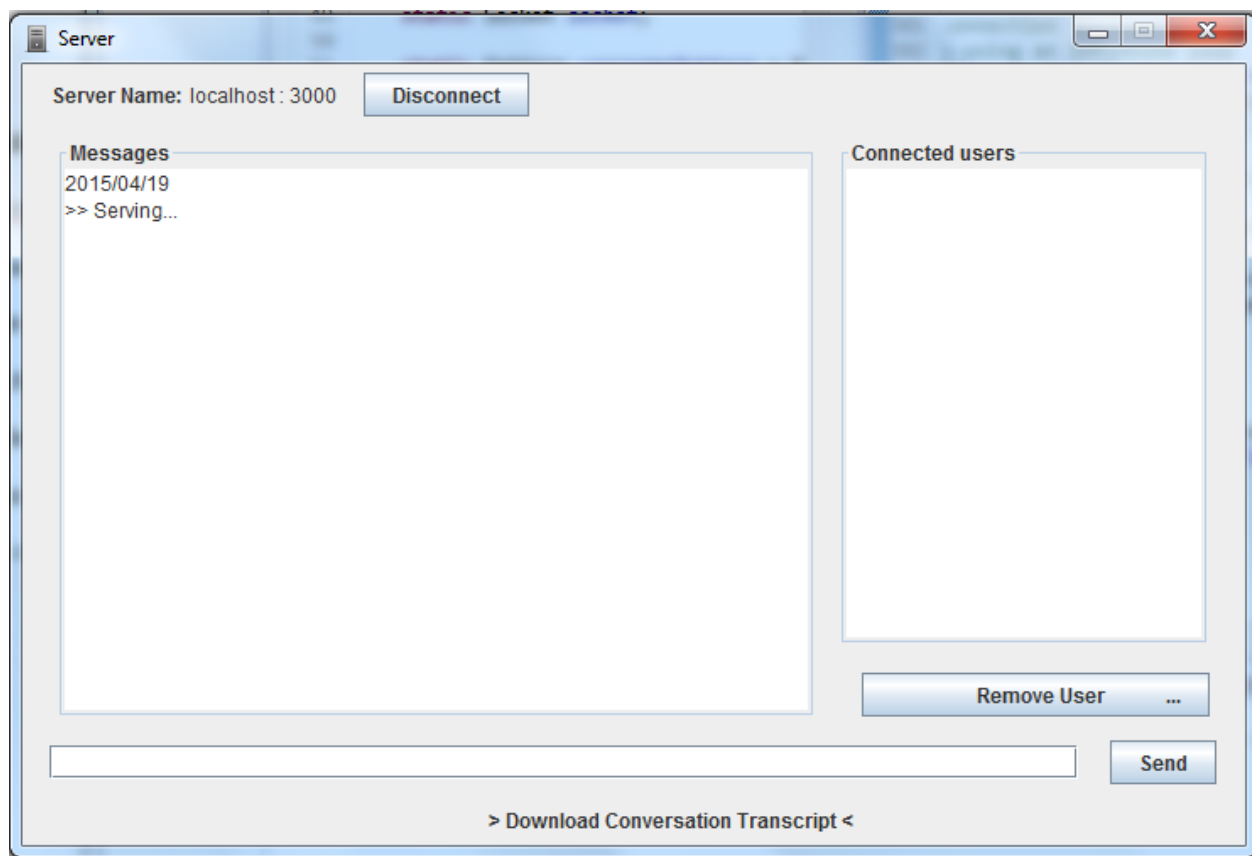 Server
Server Name: localhost : 3000
Disconnect
Messages
2015/04/19
>> Serving...
Connected users
Remove User ...
Send
> Download Conversation Transcript <